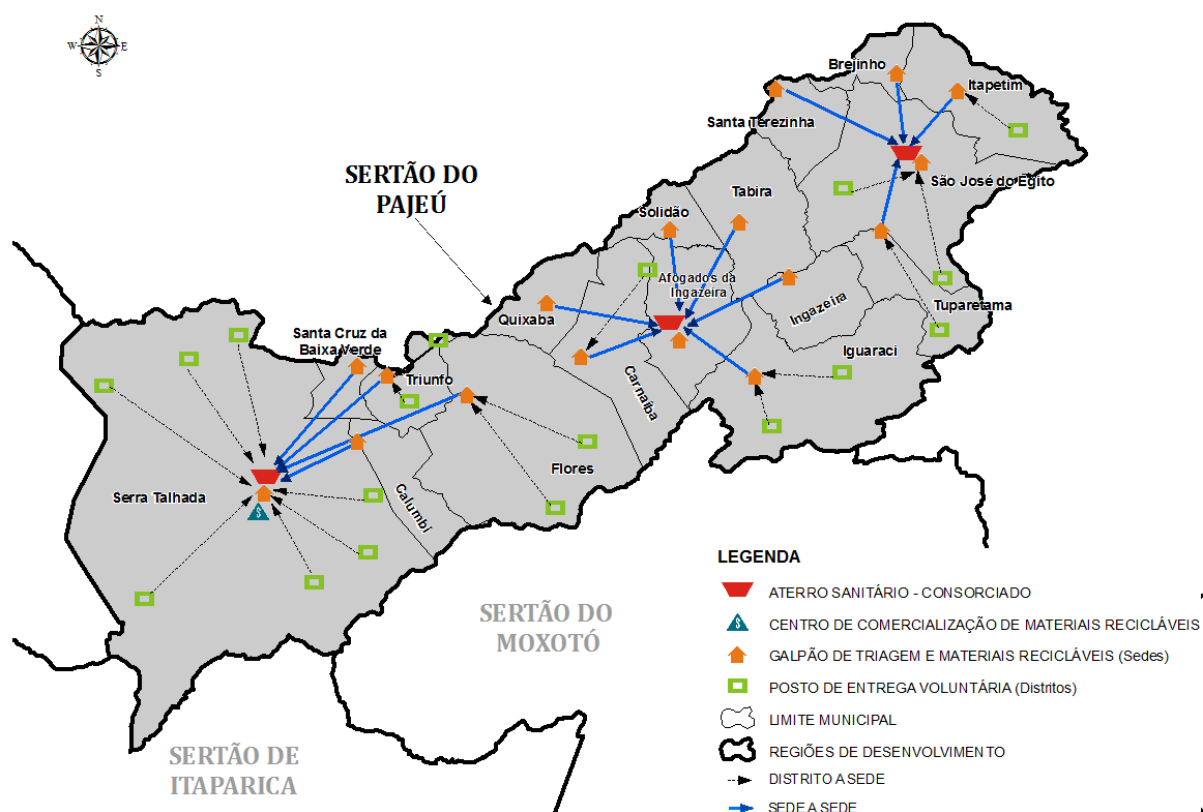 N
W
E
S
Brejinho
Itapetim
Santa Terezinha
SERTÃO DO
PAJEÚ
São José do Egito
Tabira
Solidão
Afogados da
Ingazeira
Quixaba
Ingazeira
Tuparetama
Iguaraci
Santa Cruz da
Baixa Verde
Triunfo
Carnaíba
Flores
Serra Talhada
Calumbi
$
SERTÃO DO
MOXOTÓ
SERTÃO DE
ITAPARICA
LEGENDA
ATERRO SANITÁRIO - CONSORCIADO
$
CENTRO DE COMERCIALIZAÇÃO DE MATERIAIS RECICLÁVEIS
GALPÃO DE TRIAGEM E MATERIAIS RECICLÁVEIS (Sedes)
POSTO DE ENTREGA VOLUNTÁRIA (Distritos)
LIMITE MUNICIPAL
REGIÕES DE DESENVOLVIMENTO
DISTRITO A SEDE
SEDE A SEDE